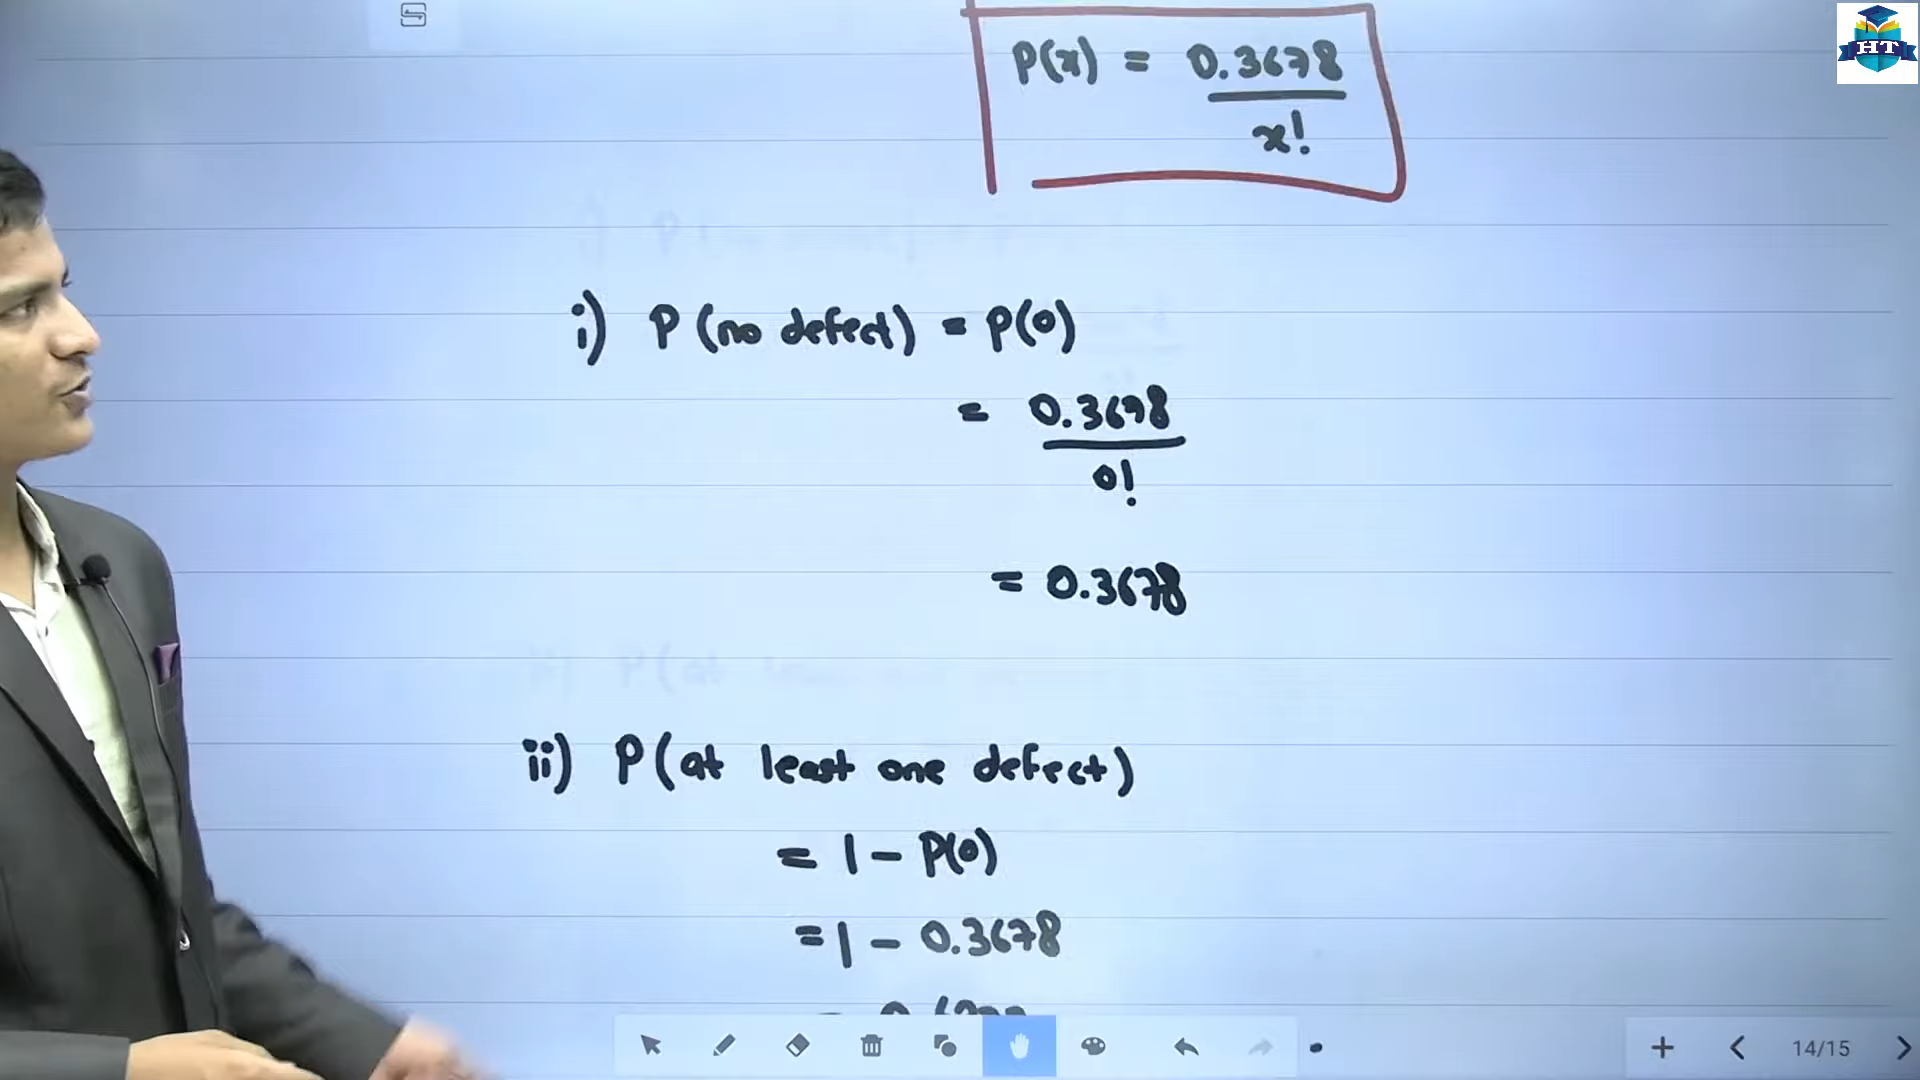 HT
P(x) = 0.3678
x!
i) P (no defect) = P(0)
= 0.3678
0!
= 0.3678
ii) P (at least one defect)
= 1 - P(0)
= 1 - 0.3678
14/15